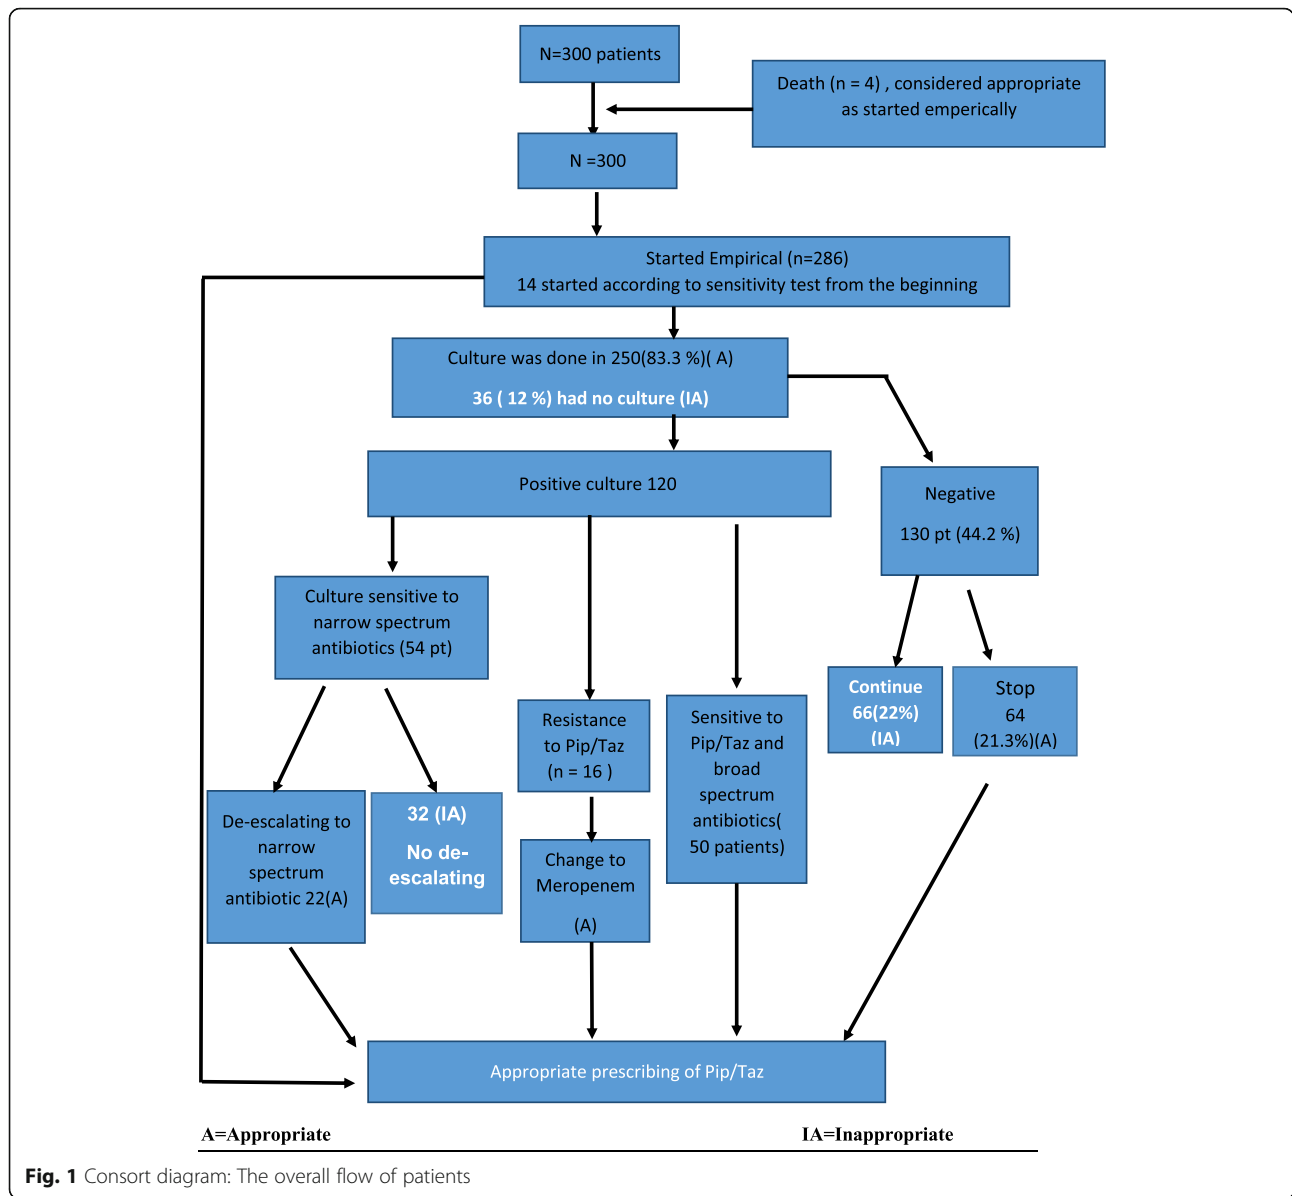 N=300 patients
Death (n = 4) , considered appropriate
as started emperically
N =300
Started Empirical (n=286)
14 started according to sensitivity test from the beginning
Culture was done in 250(83.3 %)( A)
36 ( 12 %) had no culture (IA)
Positive culture 120
Negative
130 pt (44.2 %)
Culture sensitive to
narrow spectrum
antibiotics (54 pt)
Continue
66(22%)
(IA)
Stop
64
(21.3%)(A)
Resistance
to Pip/Taz
(n = 16 )
Sensitive to
Pip/Taz and
broad
spectrum
antibiotics(
50 patients)
De-escalating to
narrow
spectrum
antibiotic 22(A)
32 (IA)
No de-
escalating
Change to
Meropenem
(A)
Appropriate prescribing of Pip/Taz
A=Appropriate
IA=Inappropriate
Fig. 1 Consort diagram: The overall flow of patients